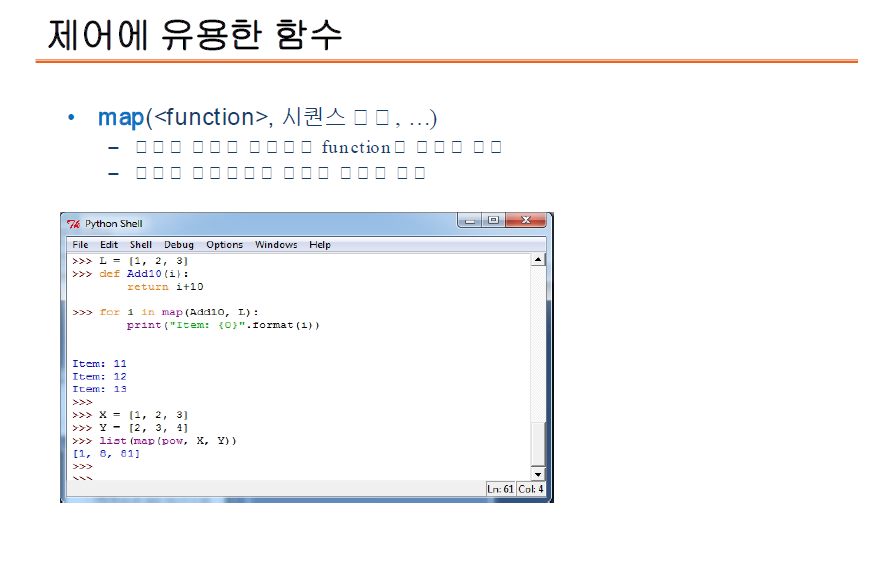 제어에 유용한 함수
• map(<function>, 시퀀스 , …)
– function
Python Shell
File Edit Shell Debug Options Windows Help
>>> L = [1, 2, 3]
>>> def Add10(i):
return i+10
>>> for i in map(Add10, L):
print("Item: {0}".format(i))
Item: 11
Item: 12
Item: 13
>>>
>>> X = [1, 2, 3]
>>> Y = [2, 3, 4]
>>> list(map(pow, X, Y))
[1, 8, 81]
>>>
>>>
Ln: 61 Col: 4